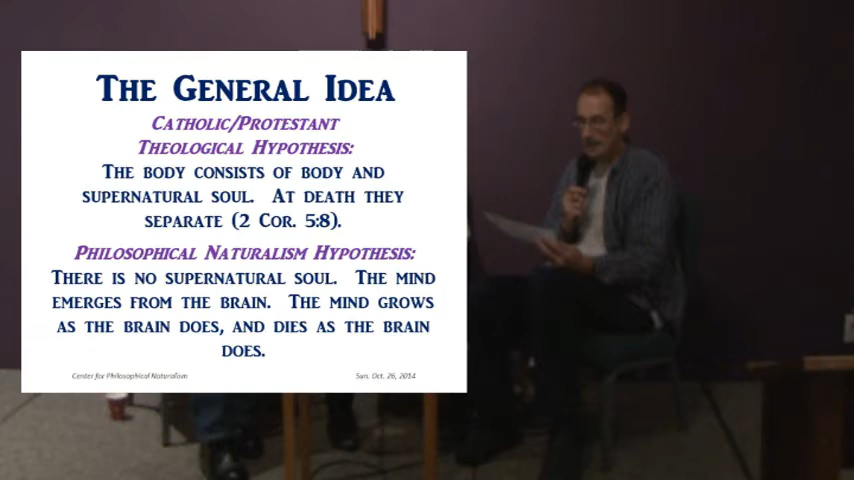 The General Idea
Catholic/Protestant
Theological Hypothesis:
The body consists of body and
supernatural soul. At death they
separate (2 Cor. 5:8).
Philosophical Naturalism Hypothesis:
There is no supernatural soul. The mind
emerges from the brain. The mind grows
as the brain does, and dies as the brain
does.
Center for Philosophical Naturalism
Sun. Oct. 26, 2014